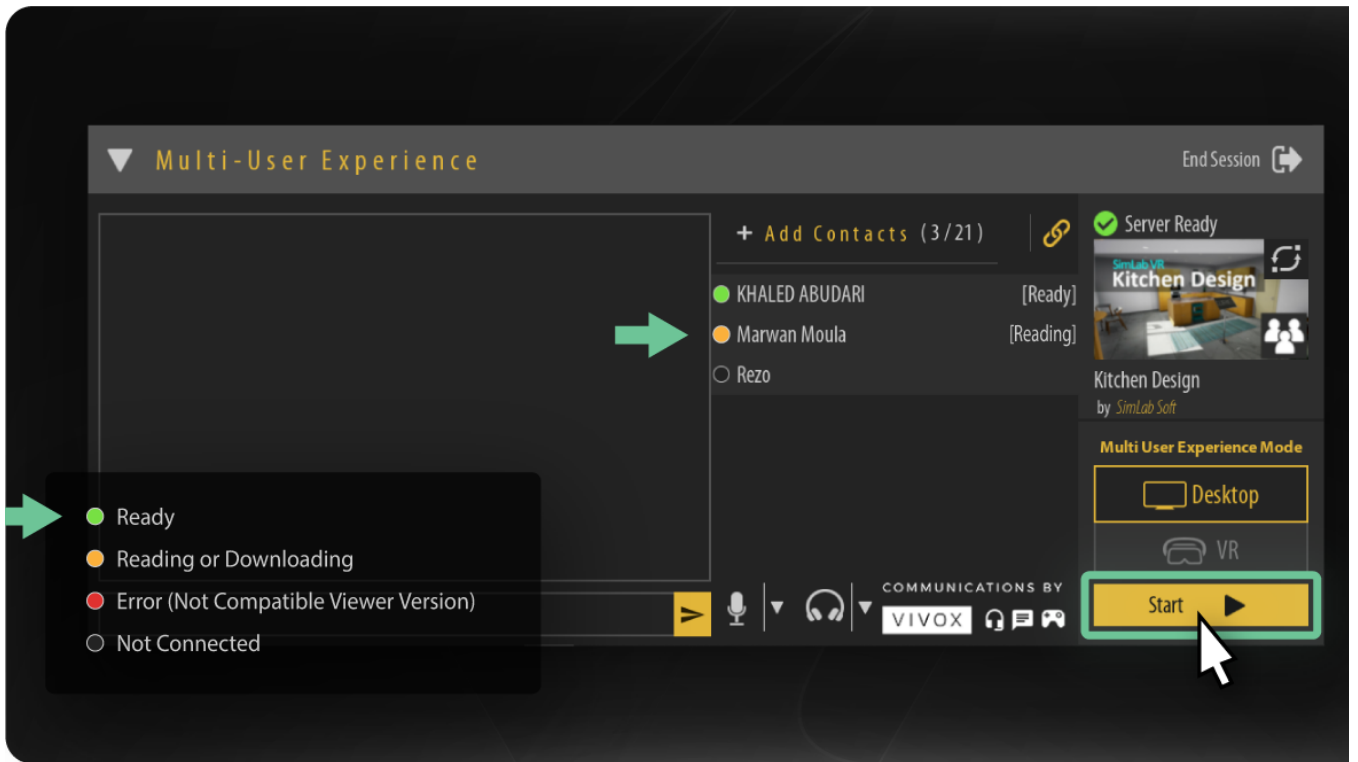 Multi-User Experience
End Session
+ Add Contacts (3/21)
KHALED ABUDARI [Ready]
Marwan Moula [Reading]
Rezo
Server Ready
SimLab VR
Kitchen Design
Kitchen Design
by SimLab Soft
Multi User Experience Mode
Desktop
VR
Start
COMMUNICATIONS BY
VIVOX
Ready
Reading or Downloading
Error (Not Compatible Viewer Version)
Not Connected